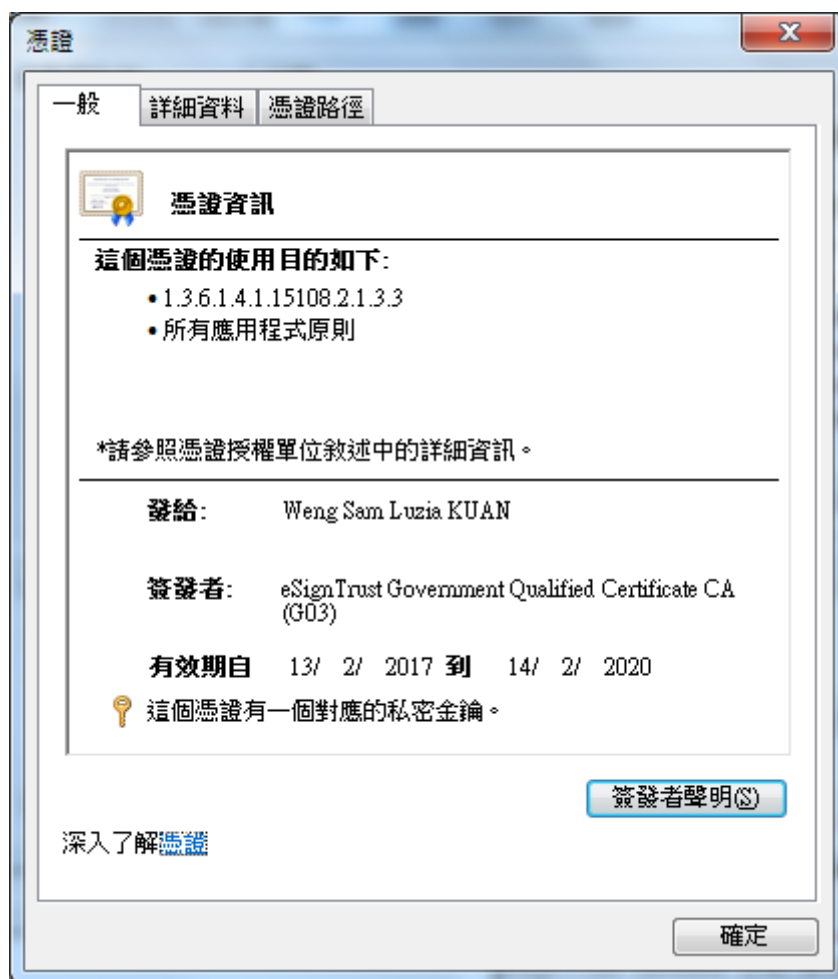 憑證
一般 詳細資料 憑證路徑
憑證資訊
這個憑證的使用目的如下:
• 1.3.6.1.4.1.15108.2.1.3.3
• 所有應用程式原則
*請參照憑證授權單位敘述中的詳細資訊。
發給: Weng Sam Luzia KUAN
簽發者: eSignTrust Government Qualified Certificate CA
(G03)
有效期自 13/ 2/ 2017 到 14/ 2/ 2020
這個憑證有一個對應的私密金鑰。
簽發者聲明(S)
深入了解憑證
確定